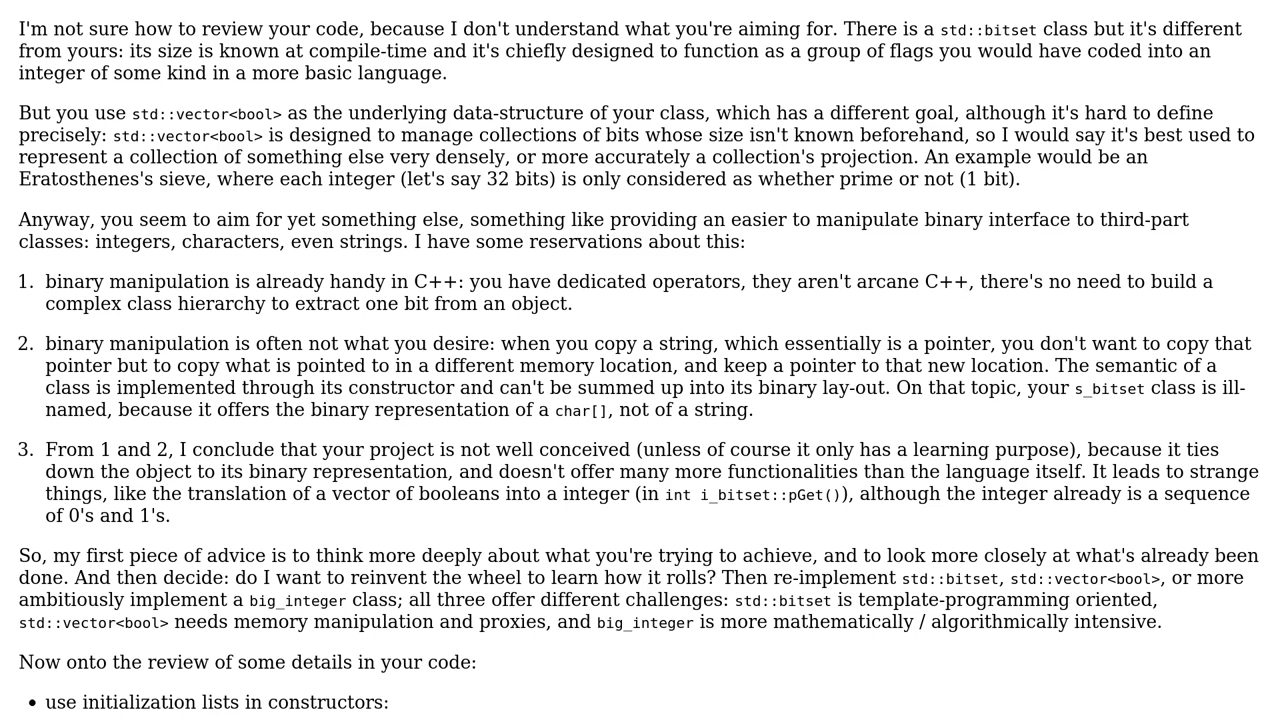 I'm not sure how to review your code, because I don't understand what you're aiming for. There is a std::bitset class but it's different
from yours: its size is known at compile-time and it's chiefly designed to function as a group of flags you would have coded into an
integer of some kind in a more basic language.
But you use std::vector<bool> as the underlying data-structure of your class, which has a different goal, although it's hard to define
precisely: std::vector<bool> is designed to manage collections of bits whose size isn't known beforehand, so I would say it's best used to
represent a collection of something else very densely, or more accurately a collection's projection. An example would be an
Eratosthenes's sieve, where each integer (let's say 32 bits) is only considered as whether prime or not (1 bit).
Anyway, you seem to aim for yet something else, something like providing an easier to manipulate binary interface to third-part
classes: integers, characters, even strings. I have some reservations about this:
1. binary manipulation is already handy in C++: you have dedicated operators, they aren't arcane C++, there's no need to build a
complex class hierarchy to extract one bit from an object.
2. binary manipulation is often not what you desire: when you copy a string, which essentially is a pointer, you don't want to copy that
pointer but to copy what is pointed to in a different memory location, and keep a pointer to that new location. The semantic of a
class is implemented through its constructor and can't be summed up into its binary lay-out. On that topic, your s_bitset class is ill-
named, because it offers the binary representation of a char[], not of a string.
3. From 1 and 2, I conclude that your project is not well conceived (unless of course it only has a learning purpose), because it ties
down the object to its binary representation, and doesn't offer many more functionalities than the language itself. It leads to strange
things, like the translation of a vector of booleans into a integer (in int i_bitset::pGet()), although the integer already is a sequence
of 0's and 1's.
So, my first piece of advice is to think more deeply about what you're trying to achieve, and to look more closely at what's already been
done. And then decide: do I want to reinvent the wheel to learn how it rolls? Then re-implement std::bitset, std::vector<bool>, or more
ambitiously implement a big_integer class; all three offer different challenges: std::bitset is template-programming oriented,
std::vector<bool> needs memory manipulation and proxies, and big_integer is more mathematically / algorithmically intensive.
Now onto the review of some details in your code:
• use initialization lists in constructors: